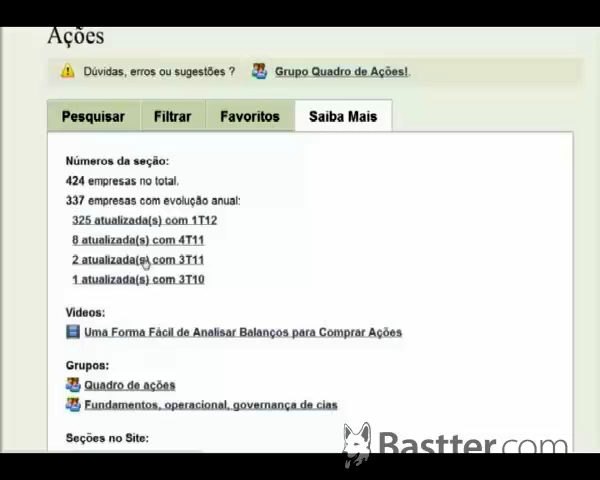 Ações
Dúvidas, erros ou sugestões ? Grupo Quadro de Ações!.
Pesquisar Filtrar Favoritos Saiba Mais
Números da seção:
424 empresas no total.
337 empresas com evolução anual:
325 atualizada(s) com 1T12
8 atualizada(s) com 4T11
2 atualizada(s) com 3T11
1 atualizada(s) com 3T10
Videos:
Uma Forma Fácil de Analisar Balanços para Comprar Ações
Grupos:
Quadro de ações
Fundamentos, operacional, governança de cias
Seções no Site:
Bastter.com